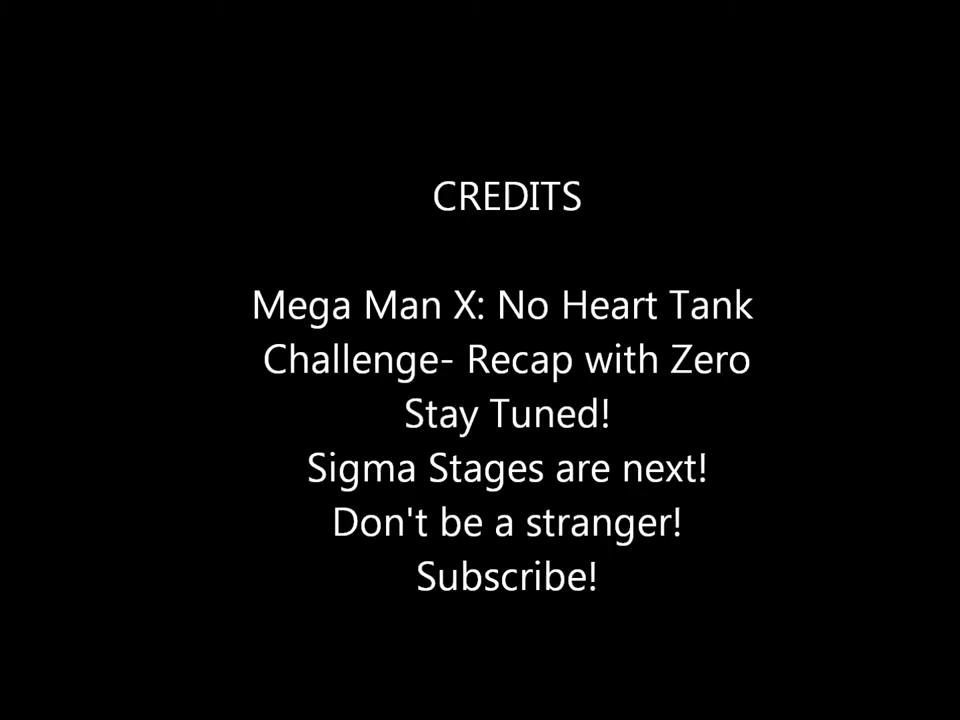 CREDITS
Mega Man X: No Heart Tank
Challenge- Recap with Zero
Stay Tuned!
Sigma Stages are next!
Don't be a stranger!
Subscribe!